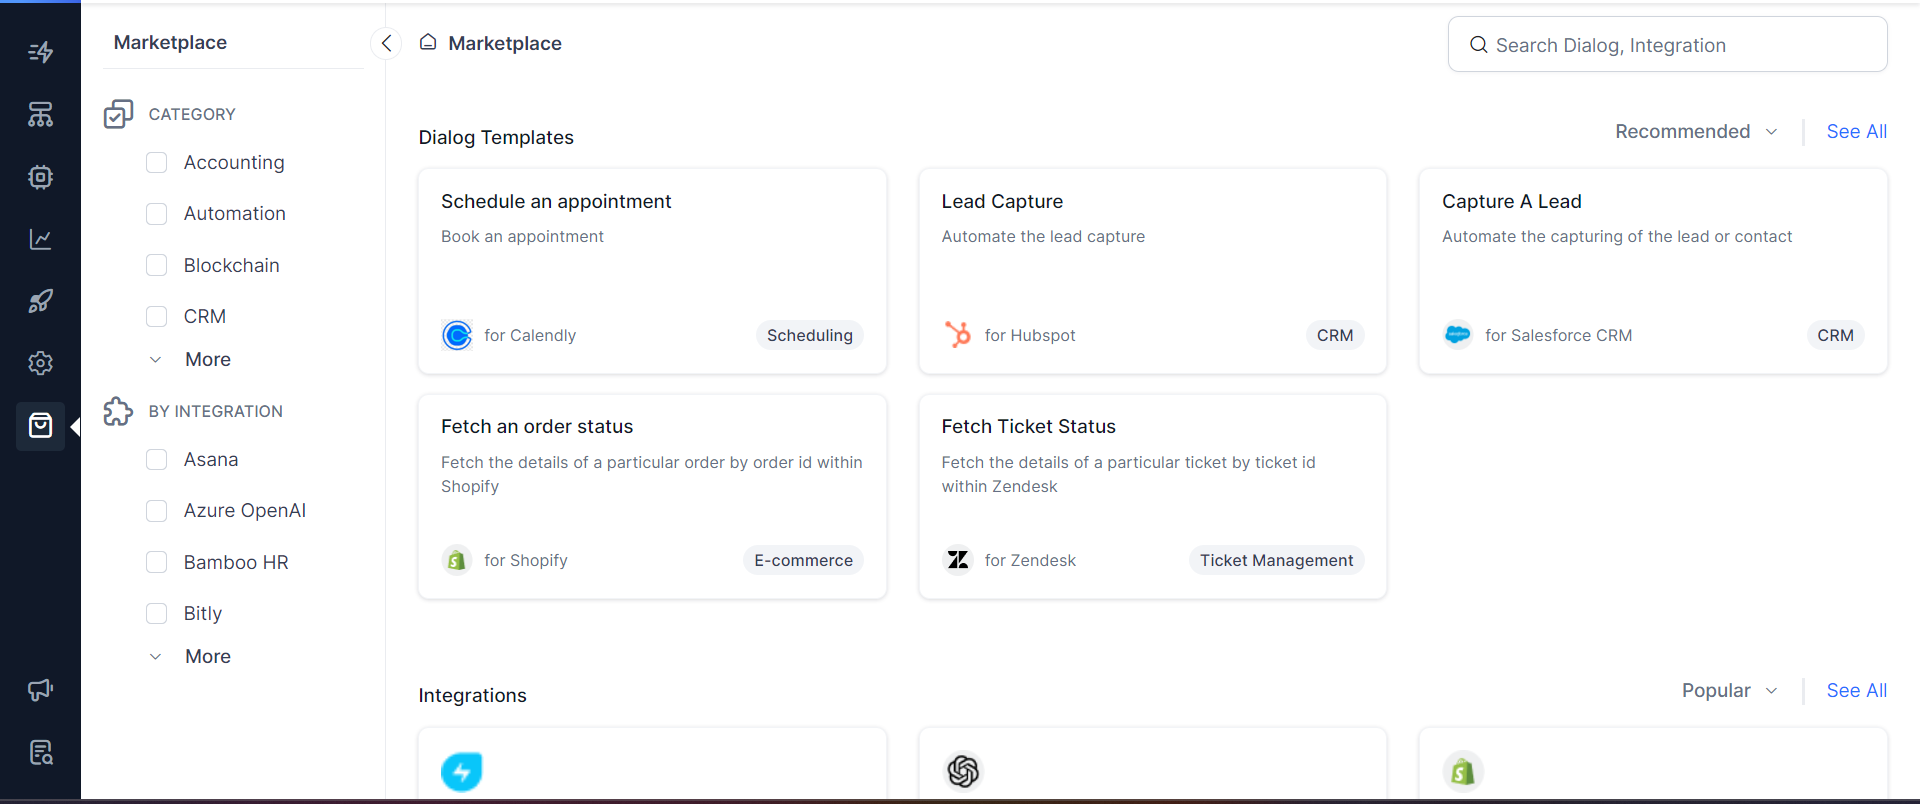 Marketplace
CATEGORY
Accounting
Automation
Blockchain
CRM
More
BY INTEGRATION
Asana
Azure OpenAI
Bamboo HR
Bitly
More
Marketplace
Search Dialog, Integration
Dialog Templates
Recommended
See All
Schedule an appointment
Book an appointment
for Calendly
Scheduling
Lead Capture
Automate the lead capture
for Hubspot
CRM
Capture A Lead
Automate the capturing of the lead or contact
for Salesforce CRM
CRM
Fetch an order status
Fetch the details of a particular order by order id within
Shopify
for Shopify
E-commerce
Fetch Ticket Status
Fetch the details of a particular ticket by ticket id
within Zendesk
for Zendesk
Ticket Management
Integrations
Popular
See All